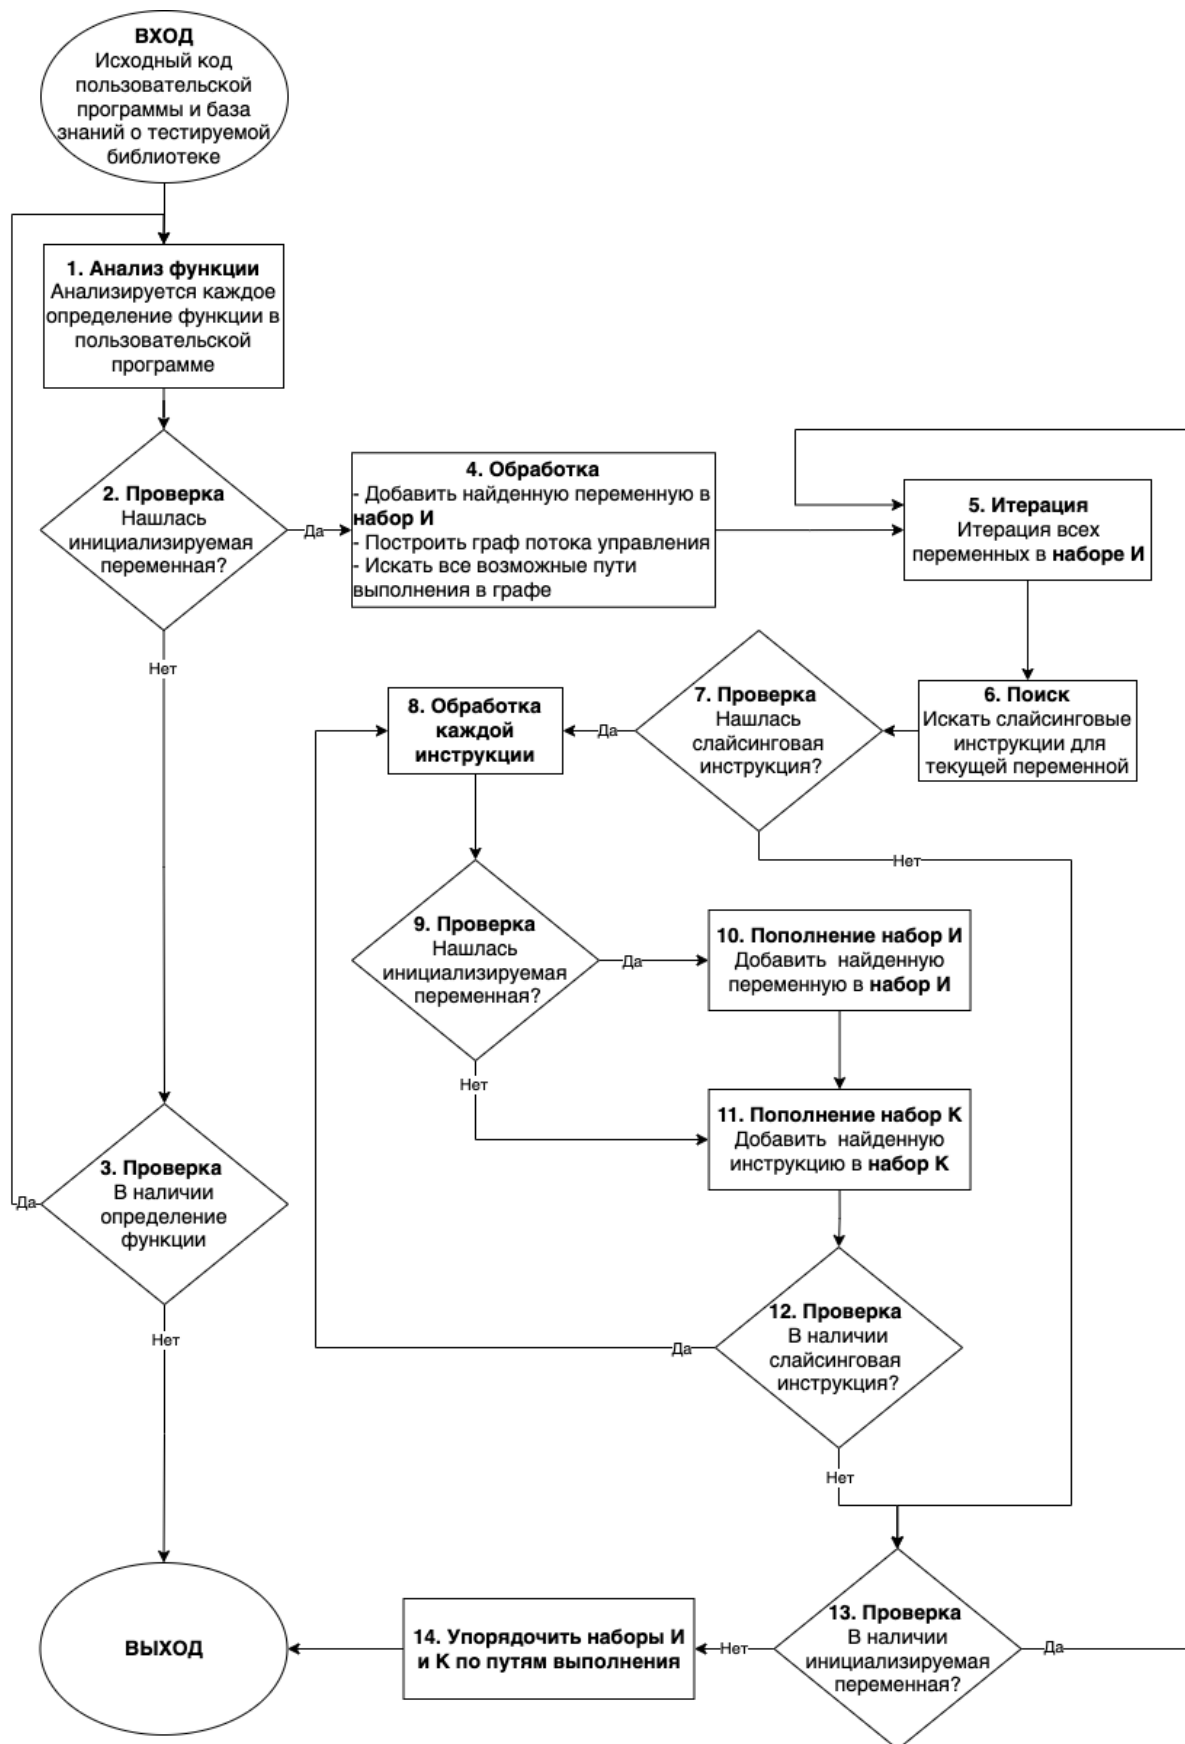 ВХОД
Исходный код
пользовательской
программы и база
знаний о тестируемой
библиотеке
1. Анализ функции
Анализируется каждое
определение функции в
пользовательской
программе
2. Проверка
Нашлась
инициализируемая
переменная?
Да
4. Обработка
- Добавить найденную переменную в
набор И
- Построить граф потока управления
- Искать все возможные пути
выполнения в графе
5. Итерация
Итерация всех
переменных в наборе И
Нет
6. Поиск
Искать слайсинговые
инструкции для
текущей переменной
7. Проверка
Нашлась
слайсинговая
инструкция?
Да
Нет
8. Обработка
каждой
инструкции
9. Проверка
Нашлась
инициализируемая
переменная?
Да
Нет
10. Пополнение набор И
Добавить найденную
переменную в набор И
11. Пополнение набор К
Добавить найденную
инструкцию в набор К
3. Проверка
В наличии
определение
функции
Да
Нет
12. Проверка
В наличии
слайсинговая
инструкция?
Да
Нет
13. Проверка
В наличии
инициализируемая
переменная?
Да
Нет
14. Упорядочить наборы И
и К по путям выполнения
ВЫХОД